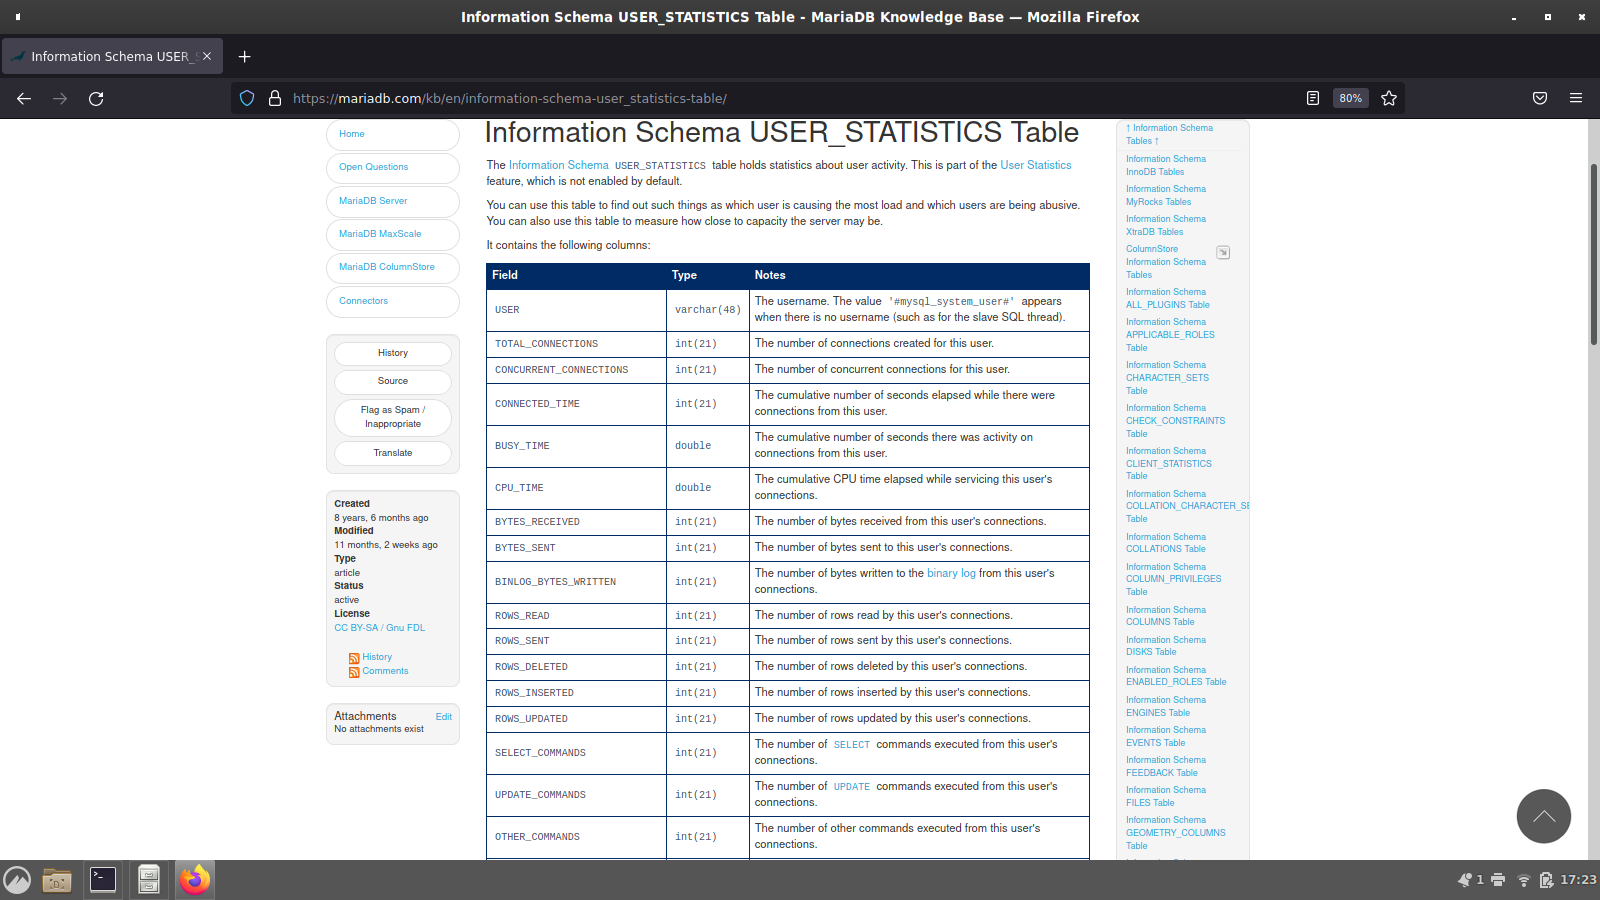 Information Schema USER_STATISTICS Table - MariaDB Knowledge Base — Mozilla Firefox
Information Schema USER_S
https://mariadb.com/kb/en/information-schema-user_statistics-table/
80%
Home
Open Questions
MariaDB Server
MariaDB MaxScale
MariaDB ColumnStore
Connectors
History
Source
Flag as Spam /
Inappropriate
Translate
Created
8 years, 6 months ago
Modified
11 months, 2 weeks ago
Type
article
Status
active
License
CC BY-SA / Gnu FDL
History
Comments
Attachments Edit
No attachments exist
Information Schema USER_STATISTICS Table
The Information Schema USER_STATISTICS table holds statistics about user activity. This is part of the User Statistics
feature, which is not enabled by default.
You can use this table to find out such things as which user is causing the most load and which users are being abusive.
You can also use this table to measure how close to capacity the server may be.
It contains the following columns:
Field Type Notes
USER varchar(48) The username. The value '#mysql_system_user#' appears
when there is no username (such as for the slave SQL thread).
TOTAL_CONNECTIONS int(21) The number of connections created for this user.
CONCURRENT_CONNECTIONS int(21) The number of concurrent connections for this user.
CONNECTED_TIME int(21) The cumulative number of seconds elapsed while there were
connections from this user.
BUSY_TIME double The cumulative number of seconds there was activity on
connections from this user.
CPU_TIME double The cumulative CPU time elapsed while servicing this user's
connections.
BYTES_RECEIVED int(21) The number of bytes received from this user's connections.
BYTES_SENT int(21) The number of bytes sent to this user's connections.
BINLOG_BYTES_WRITTEN int(21) The number of bytes written to the binary log from this user's
connections.
ROWS_READ int(21) The number of rows read by this user's connections.
ROWS_SENT int(21) The number of rows sent by this user's connections.
ROWS_DELETED int(21) The number of rows deleted by this user's connections.
ROWS_INSERTED int(21) The number of rows inserted by this user's connections.
ROWS_UPDATED int(21) The number of rows updated by this user's connections.
SELECT_COMMANDS int(21) The number of SELECT commands executed from this user's
connections.
UPDATE_COMMANDS int(21) The number of UPDATE commands executed from this user's
connections.
OTHER_COMMANDS int(21) The number of other commands executed from this user's
connections.
↑ Information Schema
Tables ↑
Information Schema
InnoDB Tables
Information Schema
MyRocks Tables
Information Schema
XtraDB Tables
ColumnStore
Information Schema
Tables
Information Schema
ALL_PLUGINS Table
Information Schema
APPLICABLE_ROLES
Table
Information Schema
CHARACTER_SETS
Table
Information Schema
CHECK_CONSTRAINTS
Table
Information Schema
CLIENT_STATISTICS
Table
Information Schema
COLLATION_CHARACTER_SE
Table
Information Schema
COLLATIONS Table
Information Schema
COLUMN_PRIVILEGES
Table
Information Schema
COLUMNS Table
Information Schema
DISKS Table
Information Schema
ENABLED_ROLES Table
Information Schema
ENGINES Table
Information Schema
EVENTS Table
Information Schema
FEEDBACK Table
Information Schema
FILES Table
Information Schema
GEOMETRY_COLUMNS
Table
1 17:23